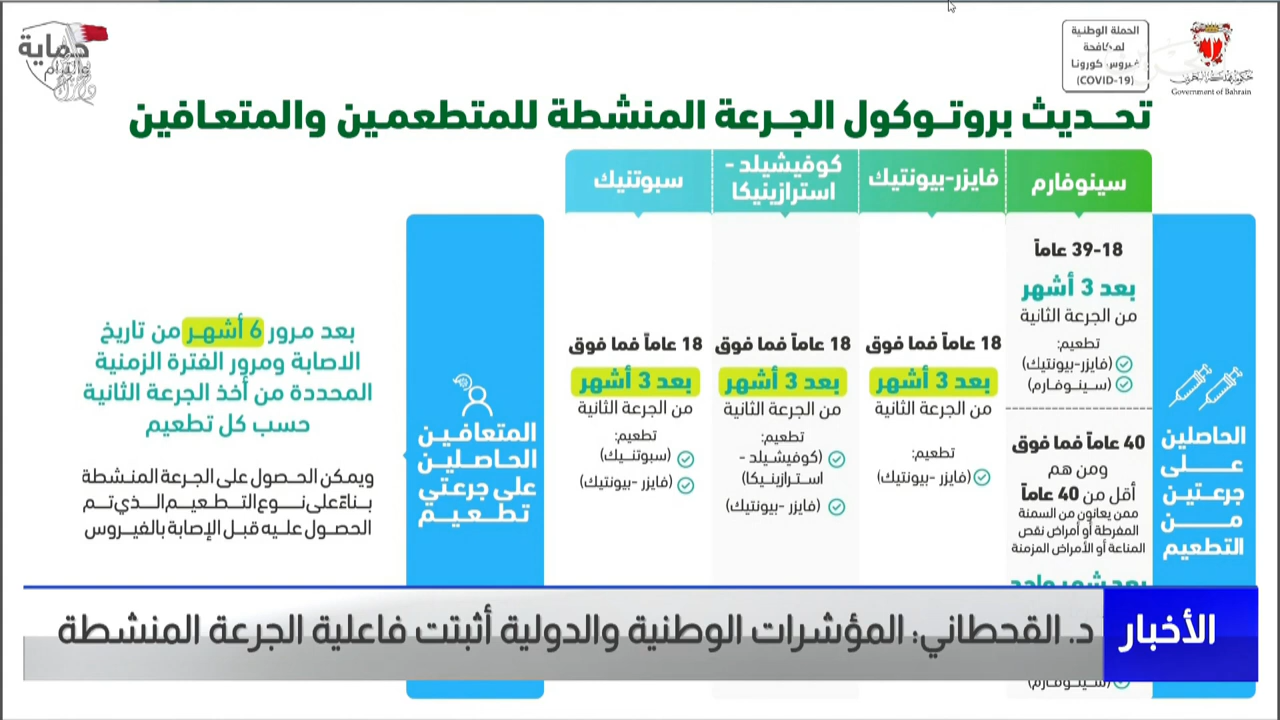 حماية
والتزام
الحملة الوطنية
لمكافحة
فيروس كورونا
(COVID-19)
Government of Bahrain
تحديث بروتوكول الجرعة المنشطة للمتطعمين والمتعافين
سينوفارم
فايزر-بيونتيك
كوفيشيلد -
استرازينيكا
سبوتنيك
الحاصلين
على
جرعتين
من
التطعيم
18-39 عاماً
بعد 3 أشهر
من الجرعة الثانية
تطعيم:
(فايزر-بيونتيك)
(سينوفارم)
40 عاماً فما فوق
ومن هم
أقل من 40 عاماً
ممن يعانون من السمنة
المفرطة أو أمراض نقص
المناعة أو الأمراض المزمنة
بعد شهر واحد
(سينوفارم)
18 عاماً فما فوق
بعد 3 أشهر
من الجرعة الثانية
تطعيم:
(فايزر -بيونتيك)
18 عاماً فما فوق
بعد 3 أشهر
من الجرعة الثانية
تطعيم:
(كوفيشيلد -
استرازينيكا)
(فايزر -بيونتيك)
18 عاماً فما فوق
بعد 3 أشهر
من الجرعة الثانية
تطعيم:
(سبوتنيك)
(فايزر -بيونتيك)
المتعافين
الحاصلين
على جرعتي
تطعيم
بعد مرور 6 أشهر من تاريخ
الاصابة ومرور الفترة الزمنية
المحددة من أخذ الجرعة الثانية
حسب كل تطعيم
ويمكن الحصول على الجرعة المنشطة
بناءً على نوع التطعيم الذي تم
الحصول عليه قبل الإصابة بالفيروس
الأخبار
د. القحطاني: المؤشرات الوطنية والدولية أثبتت فاعلية الجرعة المنشطة